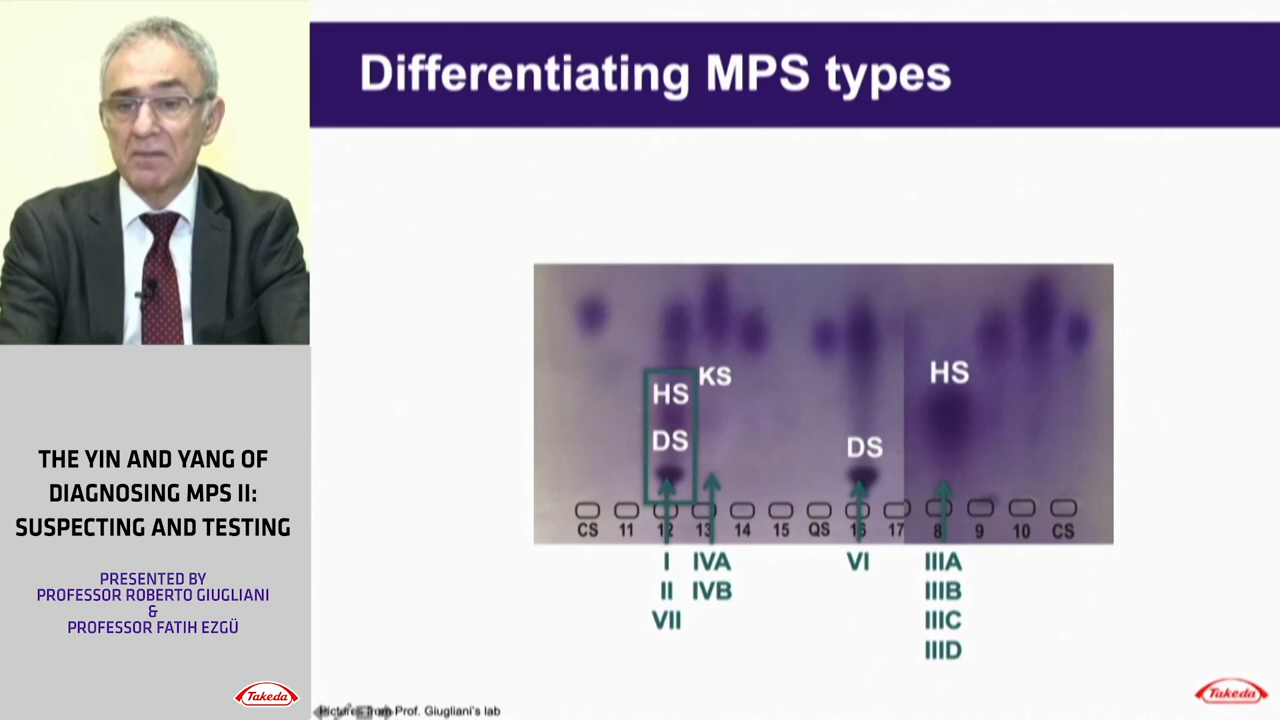 Differentiating MPS types
HS
DS
KS
DS
HS
CS 11 12 13 14 15 QS 16 17 8 9 10 CS
I
II
VII
IVA
IVB
VI
IIIA
IIIB
IIIC
IIID
THE YIN AND YANG OF
DIAGNOSING MPS II:
SUSPECTING AND TESTING
PRESENTED BY
PROFESSOR ROBERTO GIUGLIANI
&
PROFESSOR FATIH EZGÜ
Takeda
Pictures from Prof. Giugliani's lab
Takeda